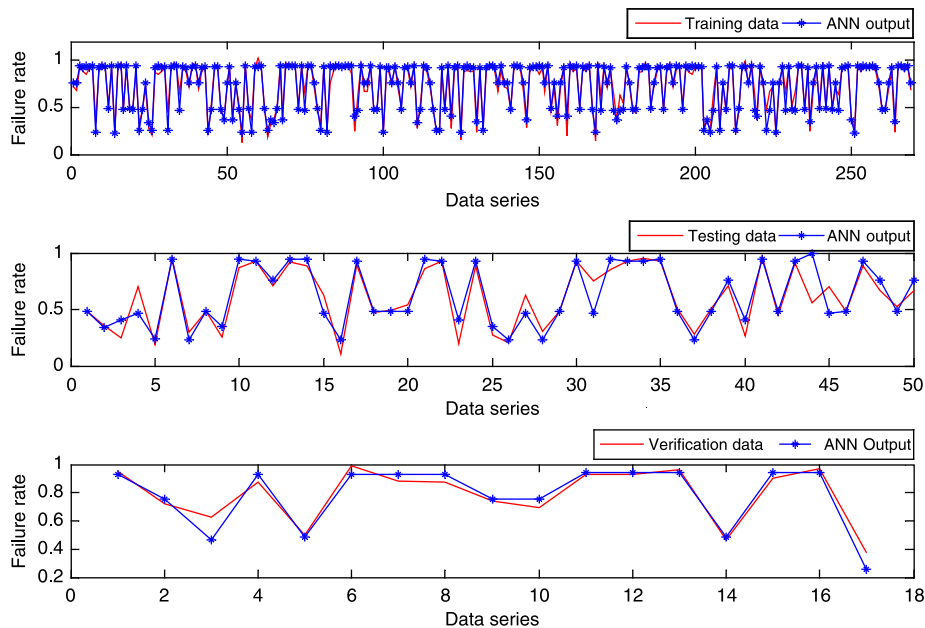 Training data ANN output
Failure rate
1
0.5
0
0 50 100 150 200 250
Data series
Testing data ANN output
Failure rate
1
0.5
0
5 10 15 20 25 30 35 40 45 50
Data series
Verification data ANN Output
Failure rate
1
0.8
0.6
0.4
0.2
0 2 4 6 8 10 12 14 16 18
Data series